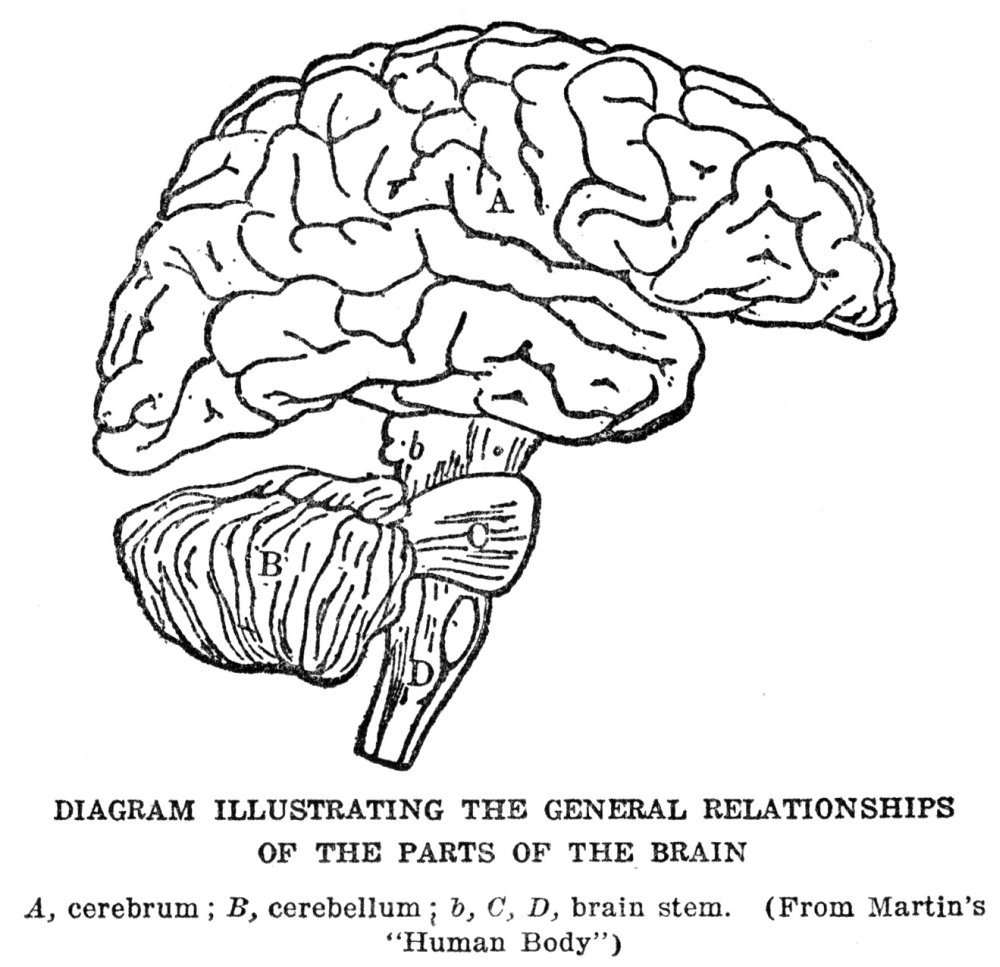 A
b
C
B
D
DIAGRAM ILLUSTRATING THE GENERAL RELATIONSHIPS
OF THE PARTS OF THE BRAIN
A, cerebrum; B, cerebellum; b, C, D, brain stem. (From Martin's
"Human Body")